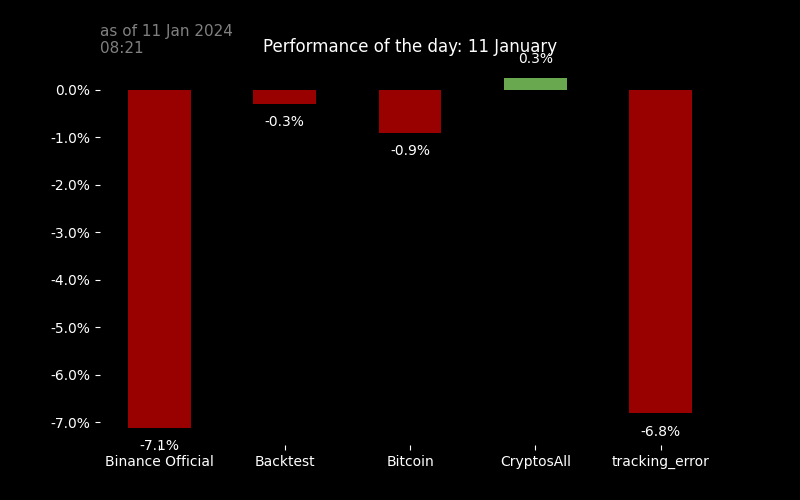 as of 11 Jan 2024
08:21
Performance of the day: 11 January
0.3%
0.0%
-0.3%
-1.0%
-0.9%
-2.0%
-3.0%
-4.0%
-5.0%
-6.0%
-7.0%
-6.8%
-7.1%
Binance Official
Backtest
Bitcoin
CryptosAll
tracking_error